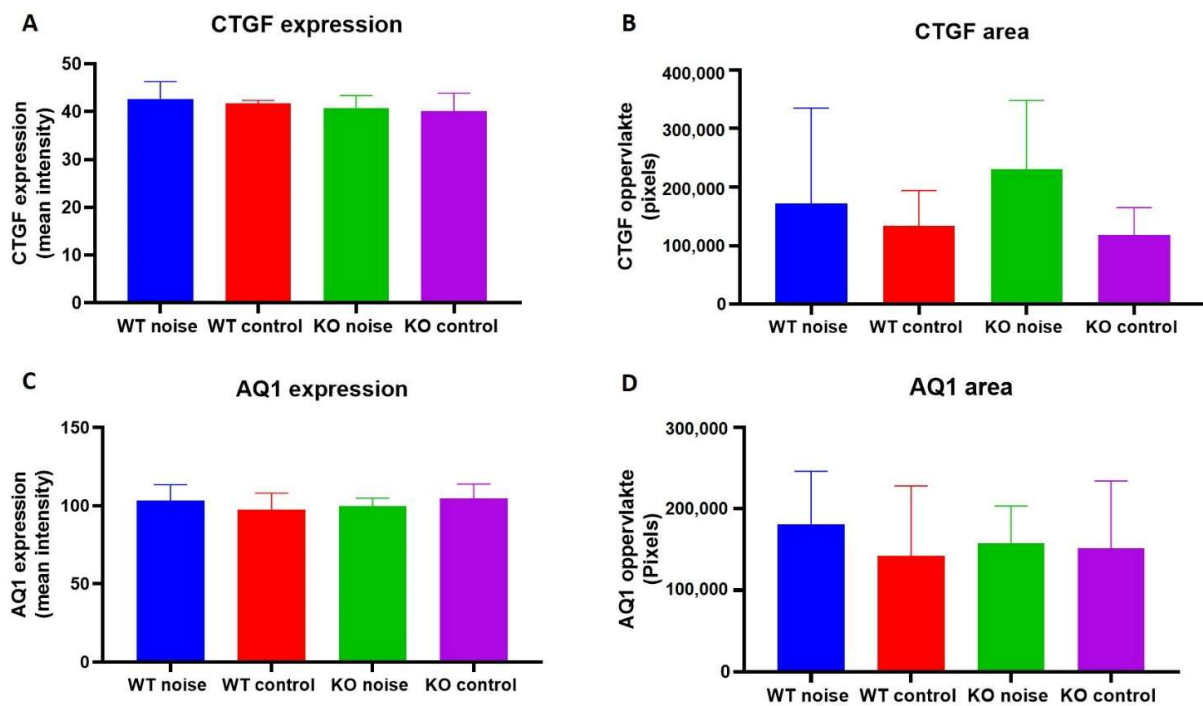 A
CTGF expression
CTGF expression
(mean intensity)
50
40
30
20
10
0
WT noise WT control KO noise KO control
B
CTGF area
CTGF oppervlakte
(pixels)
400,000
300,000
200,000
100,000
0
WT noise WT control KO noise KO control
C
AQ1 expression
AQ1 expression
(mean intensity)
150
100
50
0
WT noise WT control KO noise KO control
D
AQ1 area
AQ1 oppervlakte
(Pixels)
300,000
200,000
100,000
0
WT noise WT control KO noise KO control